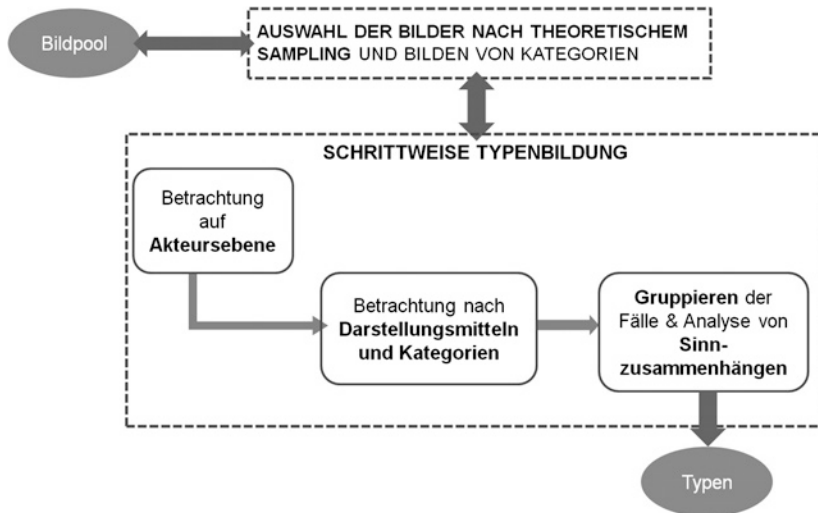 Bildpool
AUSWAHL DER BILDER NACH THEORETISCHEM
SAMPLING UND BILDEN VON KATEGORIEN
SCHRITTWEISE TYPENBILDUNG
Betrachtung
auf
Akteursebene
Betrachtung nach
Darstellungsmitteln
und Kategorien
Gruppieren der
Fälle & Analyse von
Sinn-
zusammenhängen
Typen